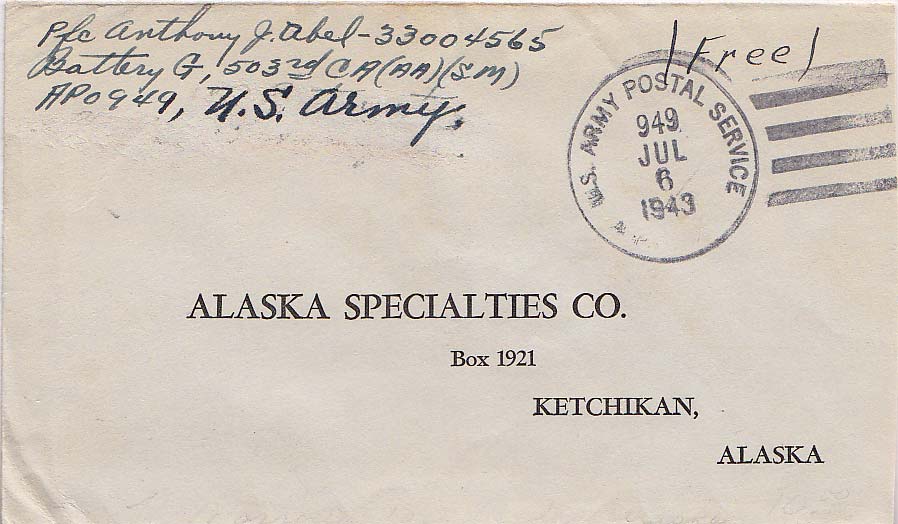 Pfc Anthony J. Abel - 33004565
Battery G, 503rd CA (AA) (SM)
APO 949, U.S. Army.
(Free)
U.S. ARMY POSTAL SERVICE
949
JUL
6
1943
ALASKA SPECIALTIES CO.
Box 1921
KETCHIKAN,
ALASKA